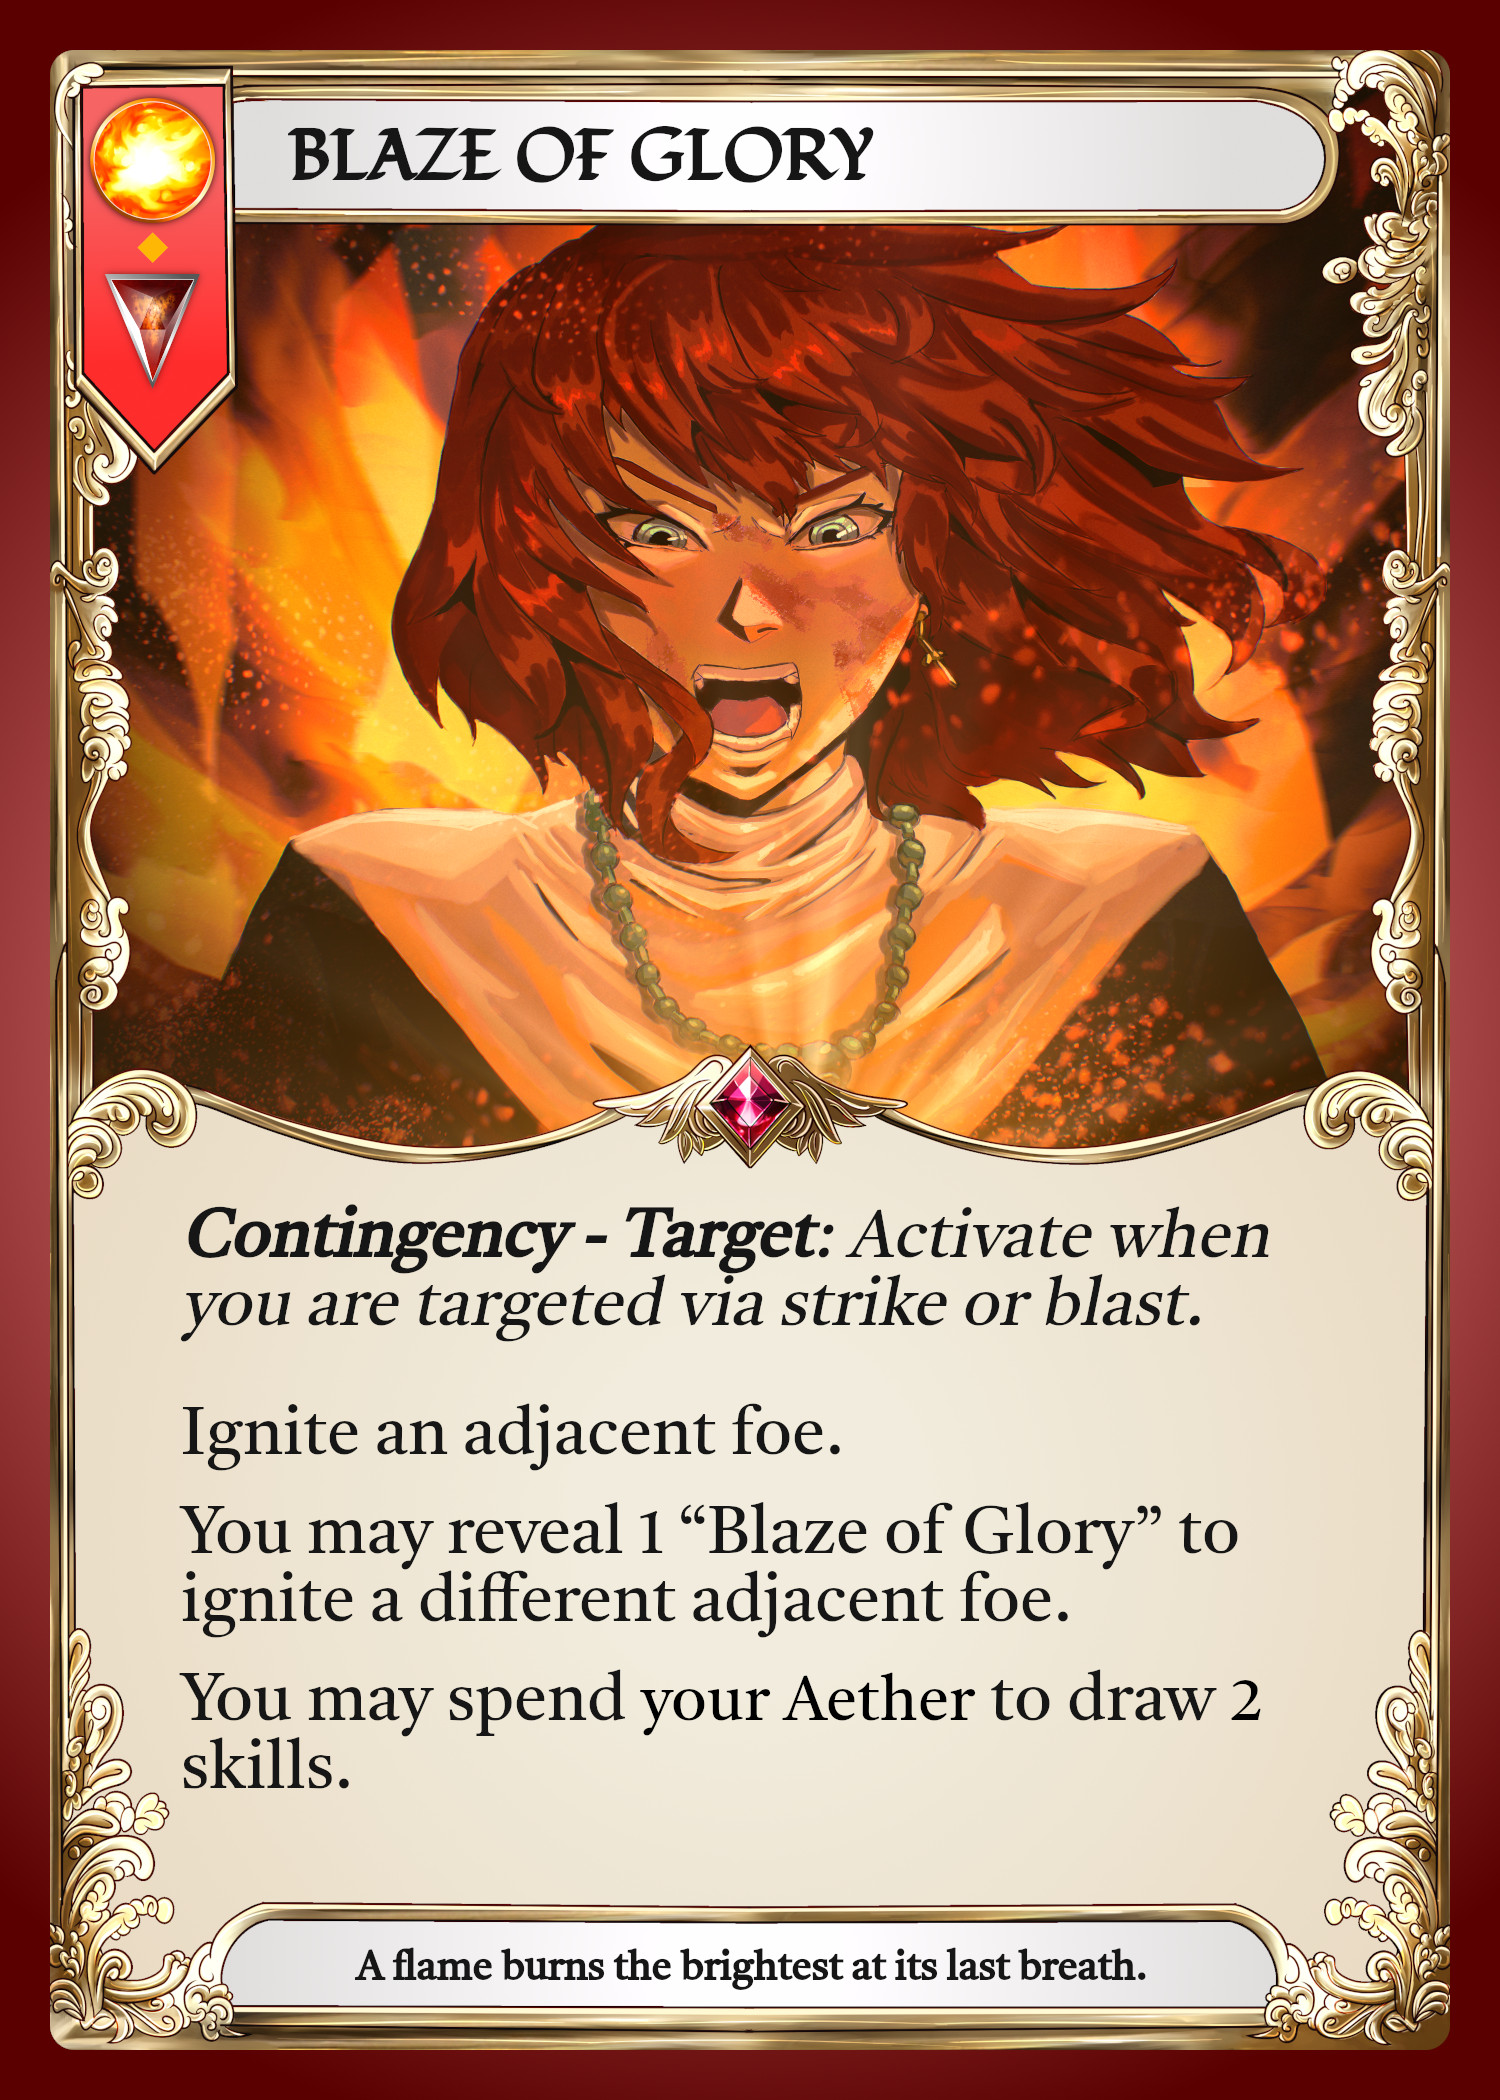 BLAZE OF GLORY
Contingency - Target: Activate when
you are targeted via strike or blast.
Ignite an adjacent foe.
You may reveal 1 “Blaze of Glory” to
ignite a different adjacent foe.
You may spend your Aether to draw 2
skills.
A flame burns the brightest at its last breath.